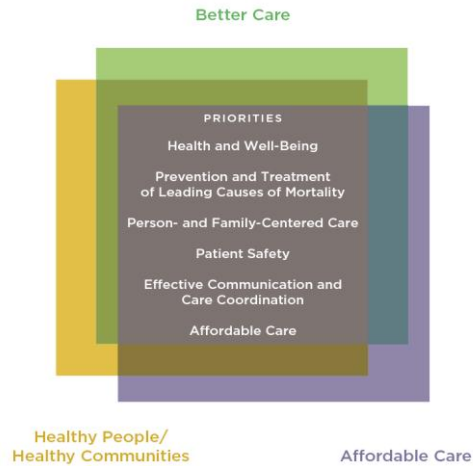 Better Care
PRIORITIES
Health and Well-Being
Prevention and Treatment
of Leading Causes of Mortality
Person- and Family-Centered Care
Patient Safety
Effective Communication and
Care Coordination
Affordable Care
Healthy People/
Healthy Communities
Affordable Care